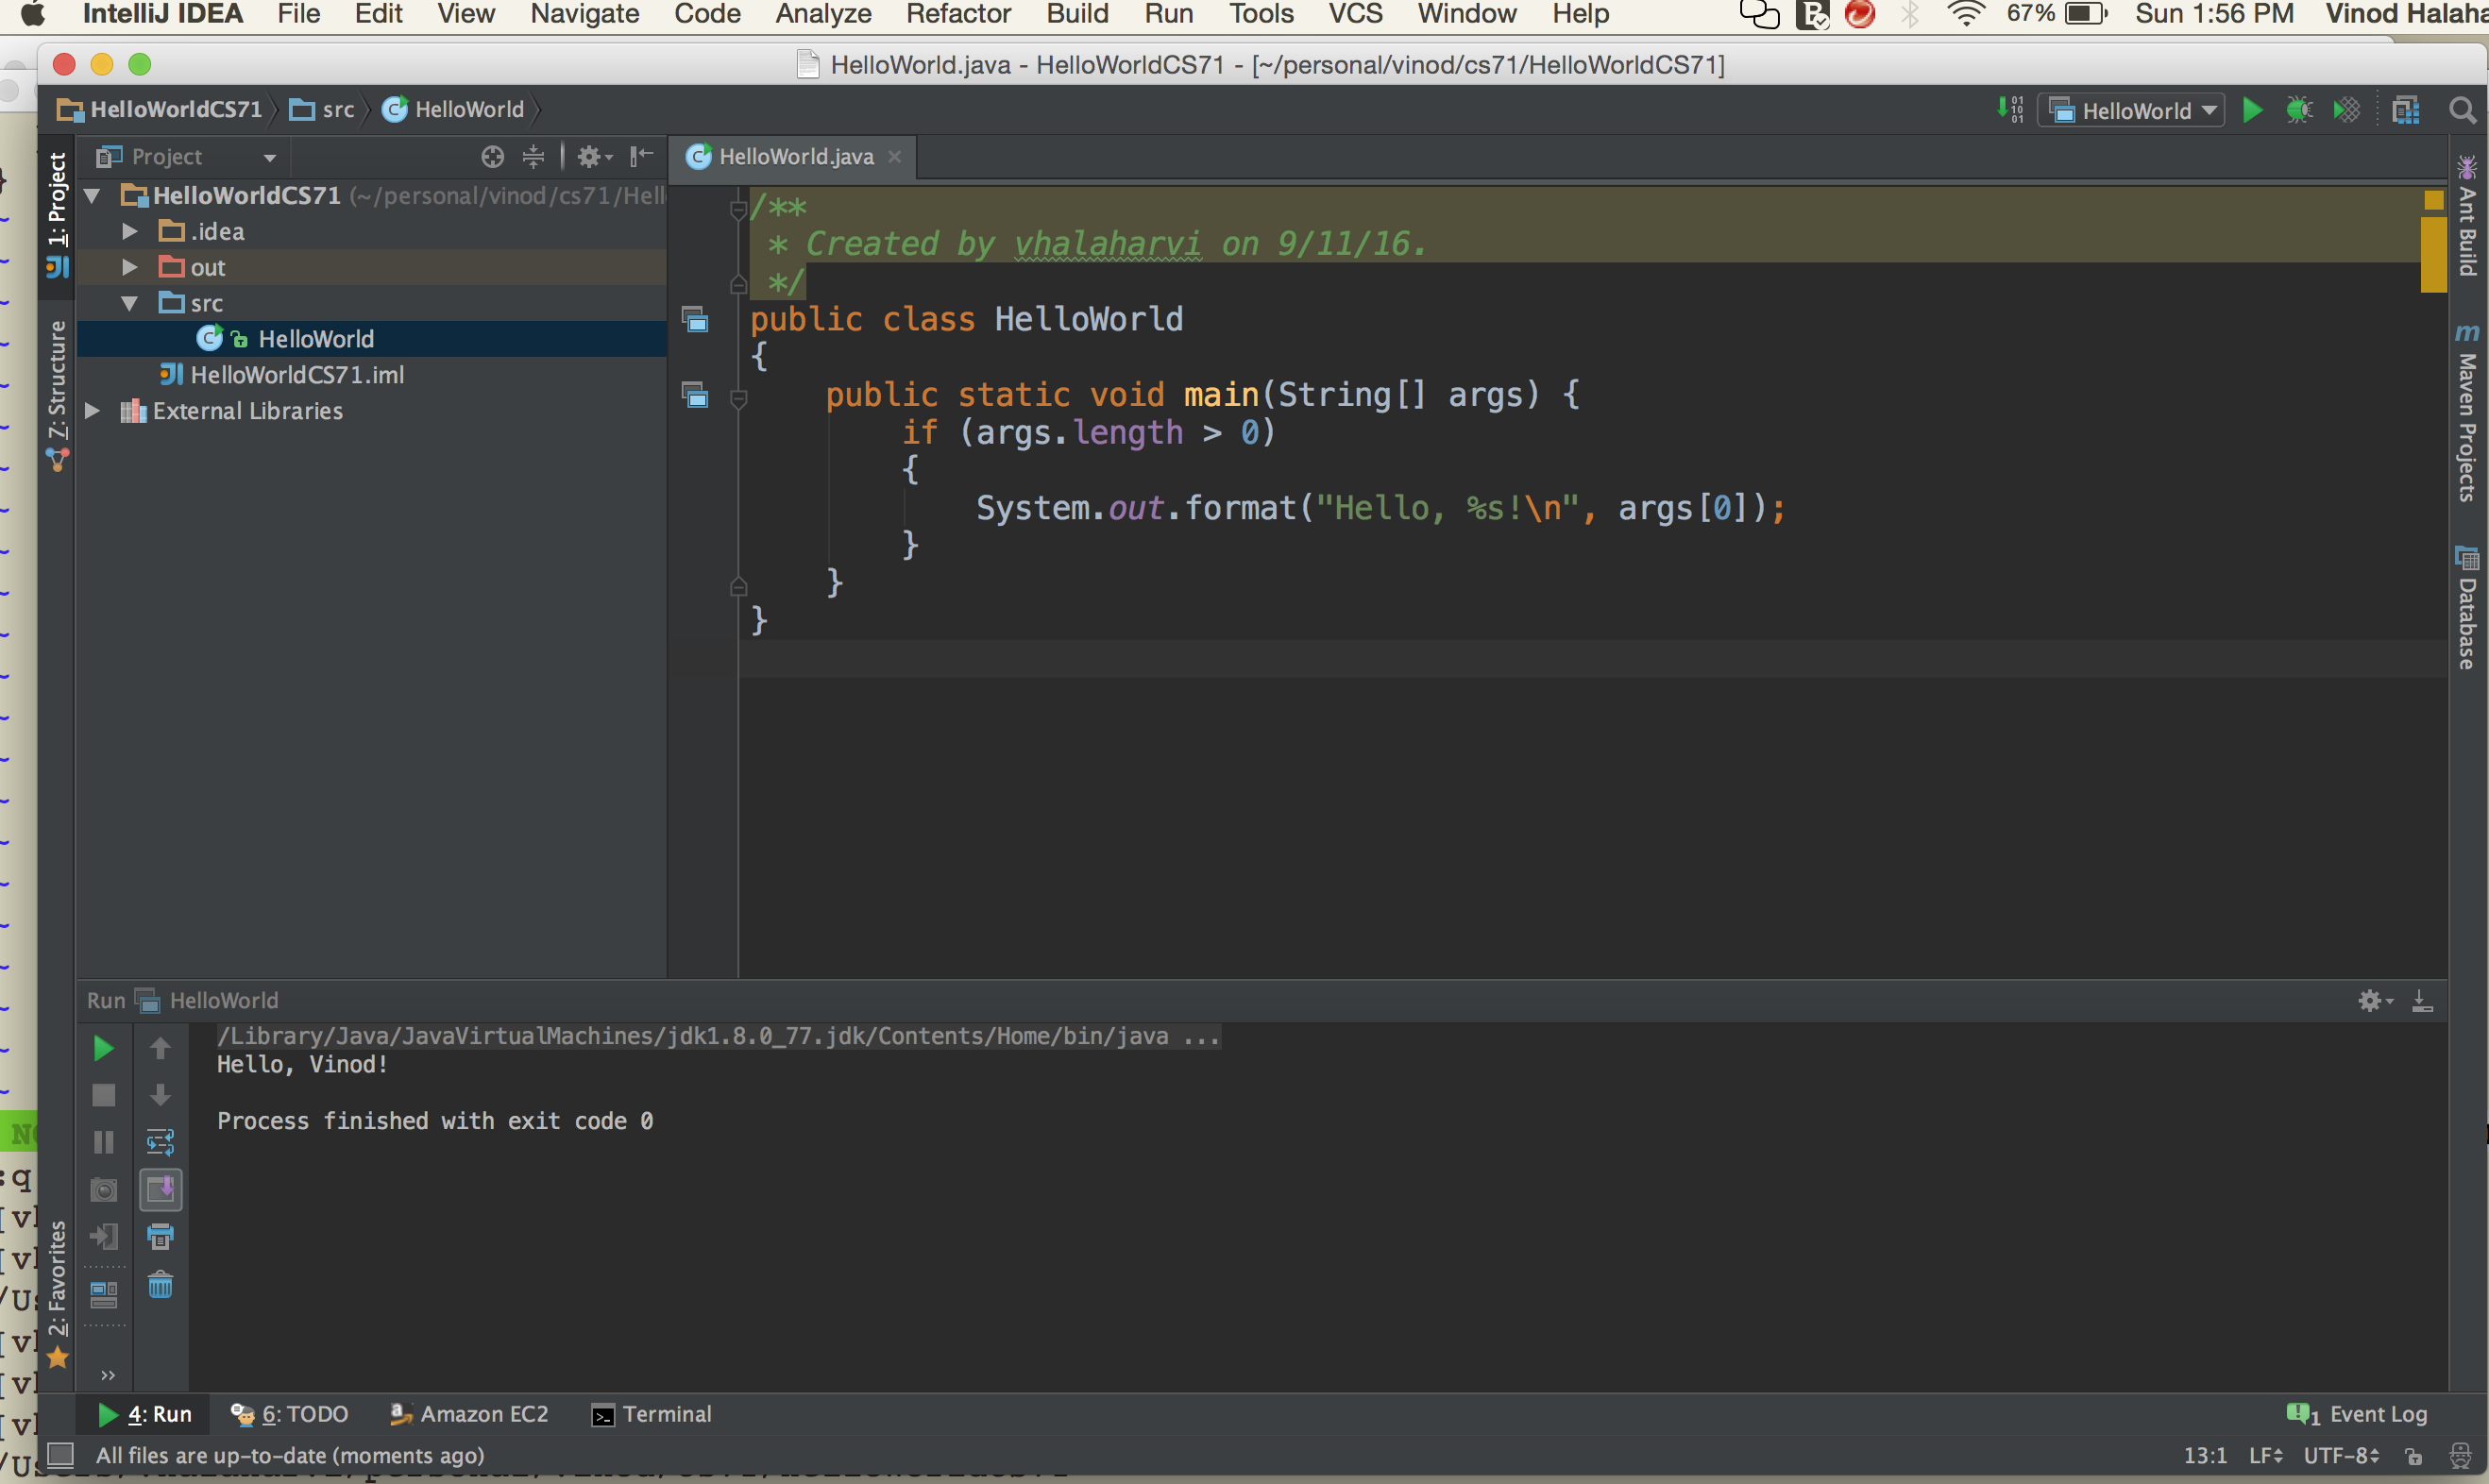 IntelliJ IDEA File Edit View Navigate Code Analyze Refactor Build Run Tools VCS Window Help 67% Sun 1:56 PM Vinod
HelloWorld.java - HelloWorldCS71 - [~/personal/vinod/cs71/HelloWorldCS71]
HelloWorldCS71 src HelloWorld HelloWorld
Project HelloWorld.java
1: Project
7: Structure
2: Favorites
HelloWorldCS71 (~/personal/vinod/cs71/Hel
.idea
out
src
HelloWorld
HelloWorldCS71.iml
External Libraries
/**
* Created by vhalaharvi on 9/11/16.
*/
public class HelloWorld
{
public static void main(String[] args) {
if (args.length > 0)
{
System.out.format("Hello, %s!\n", args[0]);
}
}
}
Ant Build
Maven Projects
Database
Run HelloWorld
/Library/Java/JavaVirtualMachines/jdk1.8.0_77.jdk/Contents/Home/bin/java ...
Hello, Vinod!
Process finished with exit code 0
:q
4: Run 6: TODO Amazon EC2 Terminal 1 Event Log
All files are up-to-date (moments ago) 13:1 LF UTF-8